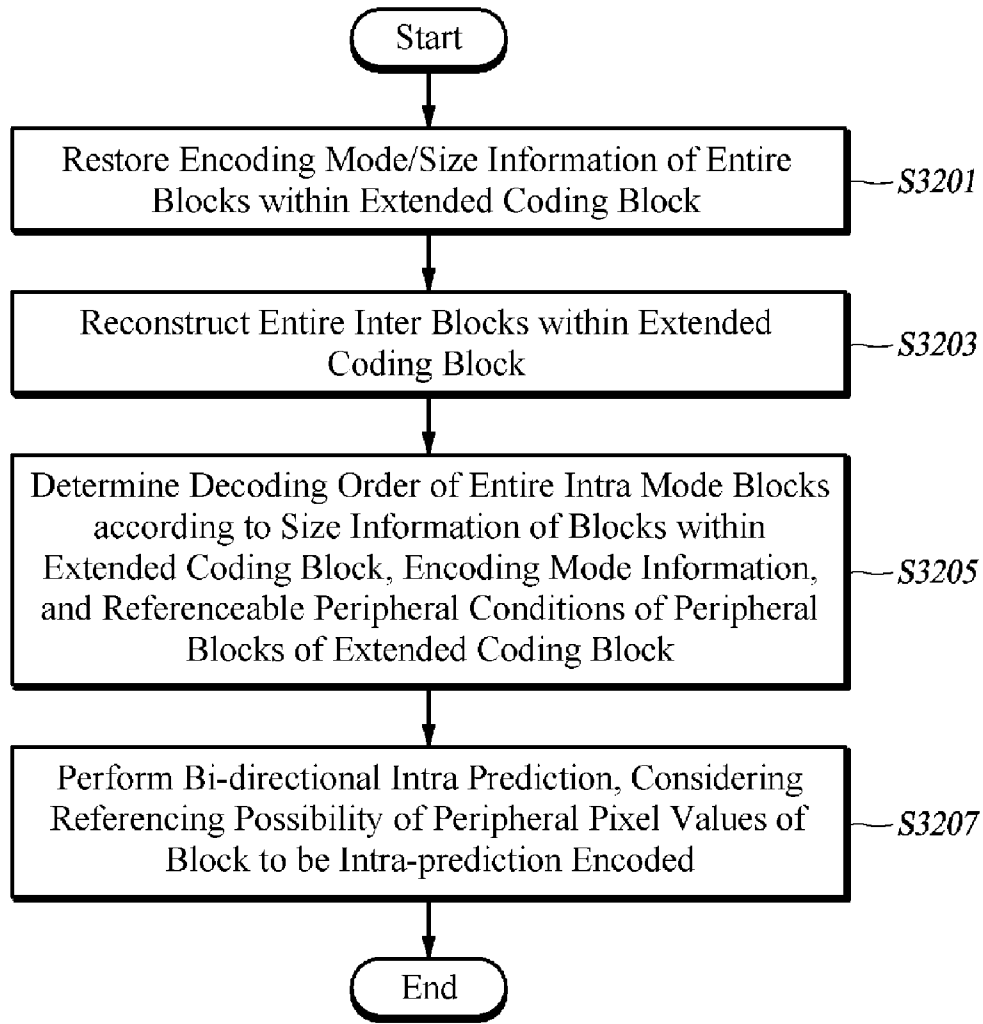 Start
Restore Encoding Mode/Size Information of Entire
Blocks within Extended Coding Block
S3201
Reconstruct Entire Inter Blocks within Extended
Coding Block
S3203
Determine Decoding Order of Entire Intra Mode Blocks
according to Size Information of Blocks within
Extended Coding Block, Encoding Mode Information,
and Referenceable Peripheral Conditions of Peripheral
Blocks of Extended Coding Block
S3205
Perform Bi-directional Intra Prediction, Considering
Referencing Possibility of Peripheral Pixel Values of
Block to be Intra-prediction Encoded
S3207
End